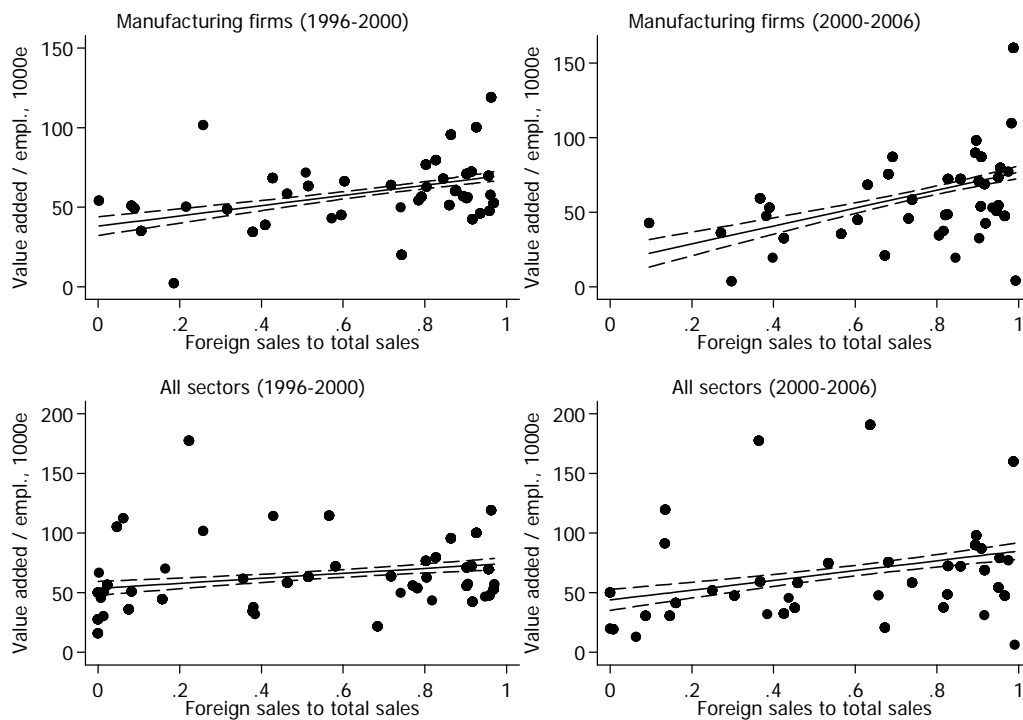 Manufacturing firms (1996-2000)
Value added / empl., 1000e
150
100
50
0
0 .2 .4 .6 .8 1
Foreign sales to total sales
Manufacturing firms (2000-2006)
Value added / empl., 1000e
150
100
50
0
0 .2 .4 .6 .8 1
Foreign sales to total sales
All sectors (1996-2000)
Value added / empl., 1000e
200
150
100
50
0
0 .2 .4 .6 .8 1
Foreign sales to total sales
All sectors (2000-2006)
Value added / empl., 1000e
200
150
100
50
0
0 .2 .4 .6 .8 1
Foreign sales to total sales